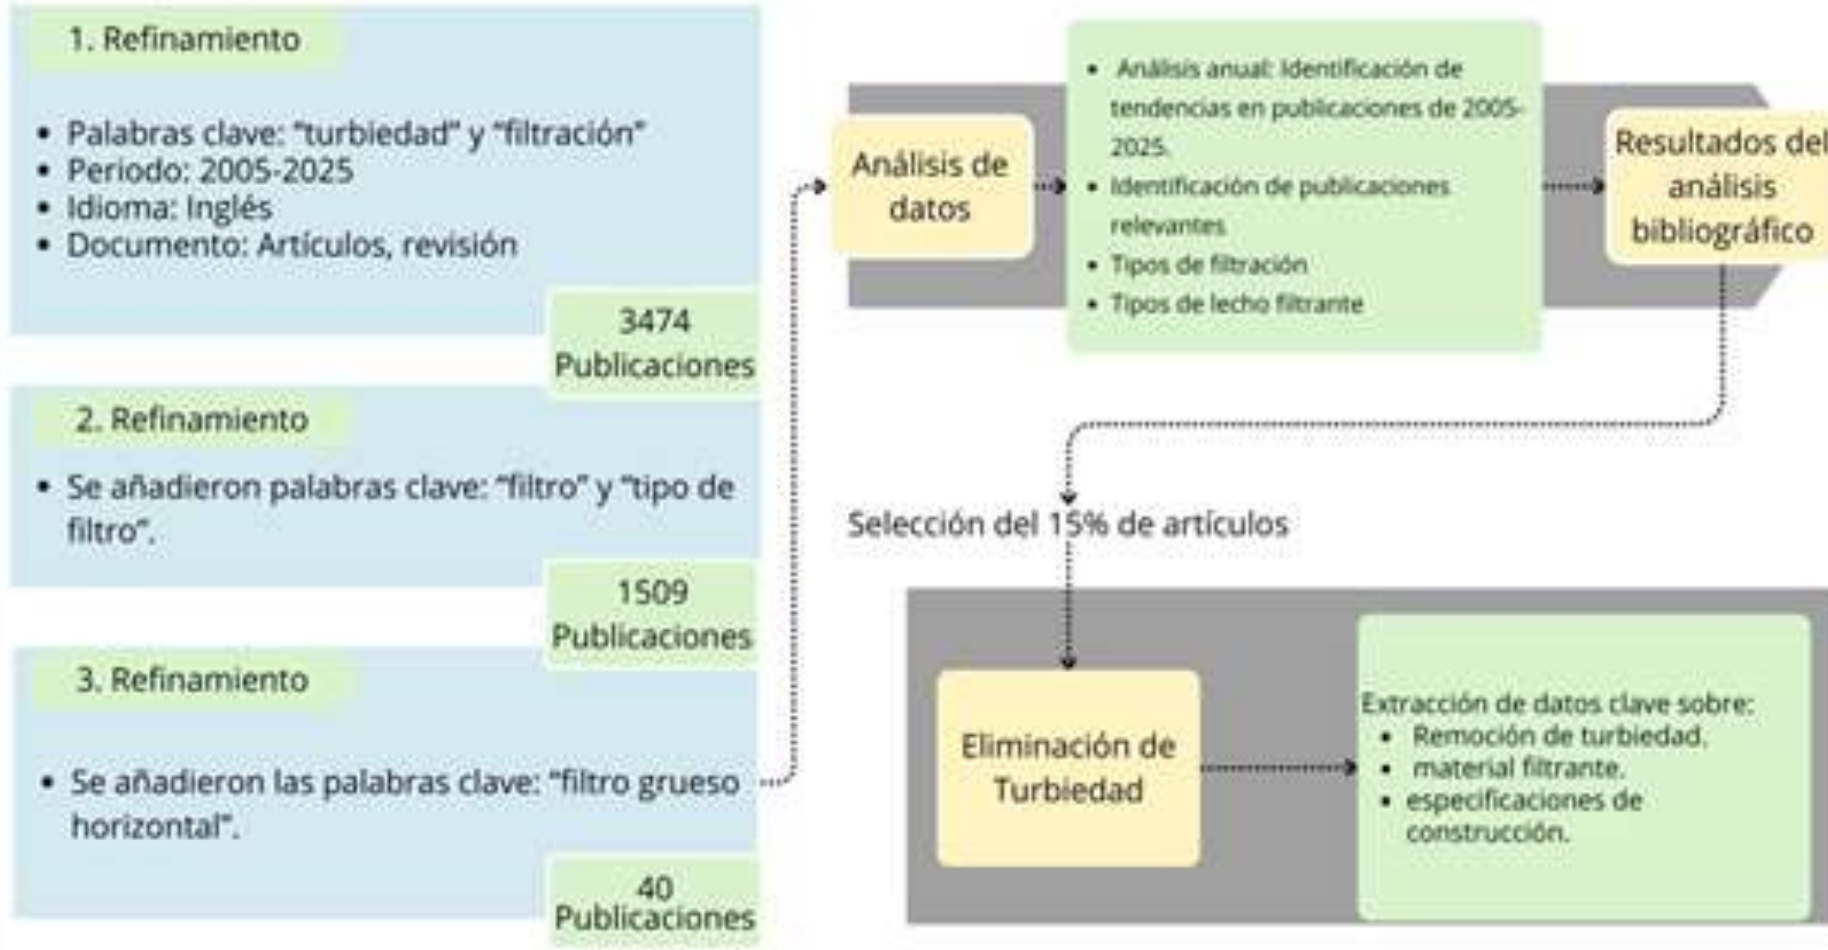 1. Refinamiento
• Palabras clave: “turbiedad” y “filtración”
• Periodo: 2005-2025
• Idioma: Inglés
• Documento: Artículos, revisión
3474
Publicaciones
2. Refinamiento
• Se añadieron palabras clave: “filtro” y “tipo de
filtro”.
1509
Publicaciones
3. Refinamiento
• Se añadieron las palabras clave: “filtro grueso
horizontal”.
40
Publicaciones
Análisis de
datos
• Análisis anual: Identificación de
tendencias en publicaciones de 2005-
2025.
• Identificación de publicaciones
relevantes
• Tipos de filtración
• Tipos de lecho filtrante
Resultados del
análisis
bibliográfico
Selección del 15% de artículos
Eliminación de
Turbiedad
Extracción de datos clave sobre:
• Remoción de turbiedad.
• material filtrante.
• especificaciones de
construcción.